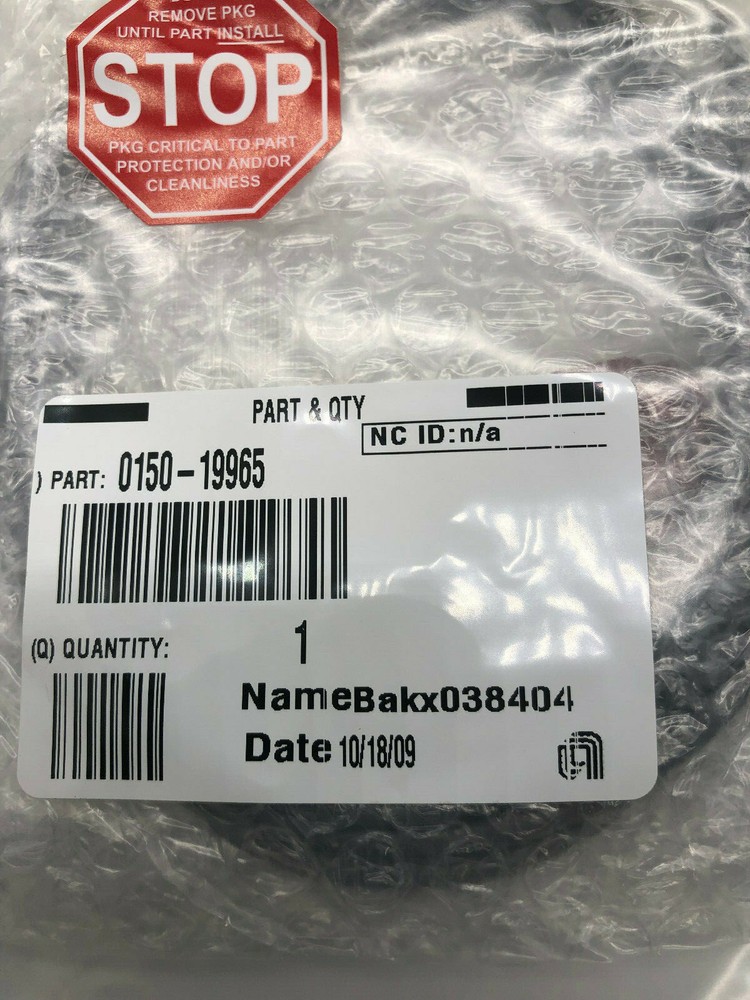 REMOVE PKG
UNTIL PART INSTALL
STOP
PKG CRITICAL TO PART
PROTECTION AND/OR
CLEANLINESS
PART & QTY
NC ID:n/a
) PART: 0150-19965
(Q) QUANTITY: 1
NameBakx038404
Date 10/18/09